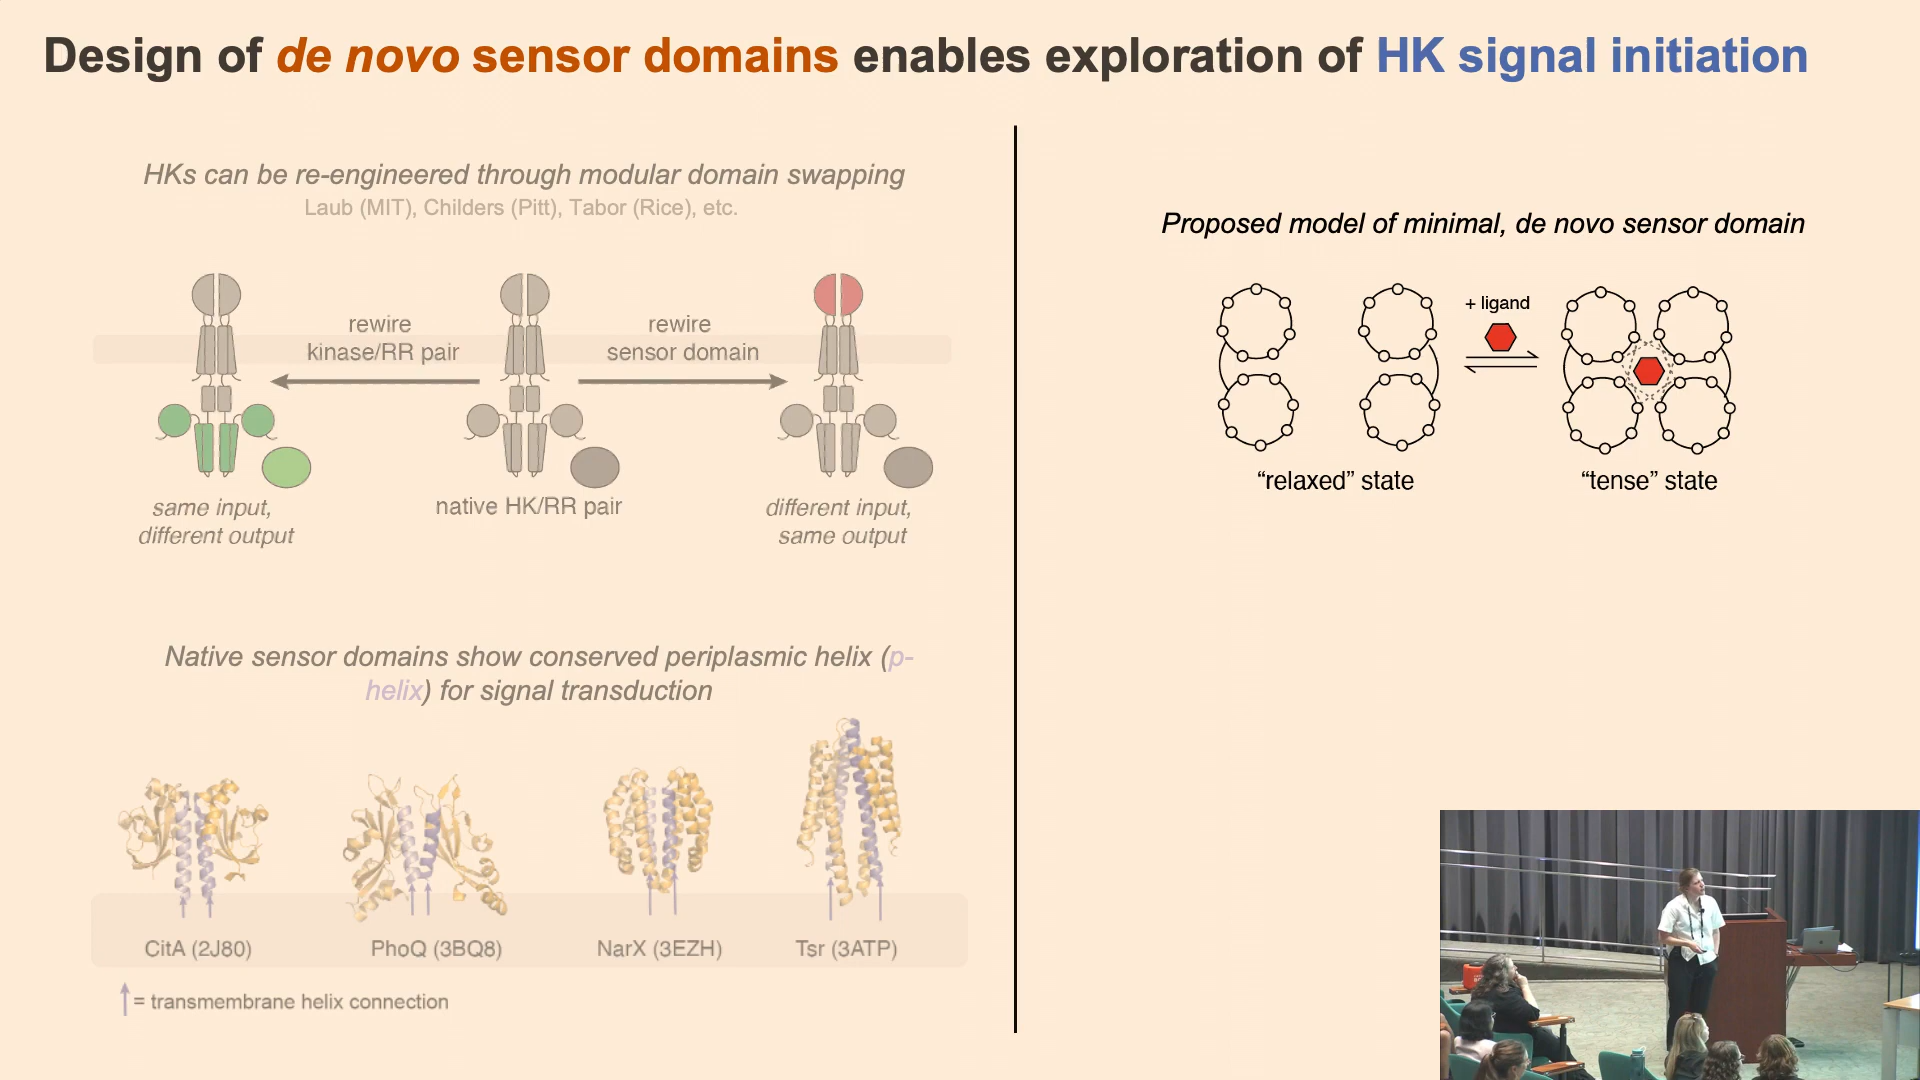 Design of de novo sensor domains enables exploration of HK signal initiation
HKs can be re-engineered through modular domain swapping
Laub (MIT), Childers (Pitt), Tabor (Rice), etc.
rewire
kinase/RR pair
rewire
sensor domain
same input,
different output
native HK/RR pair
different input,
same output
Native sensor domains show conserved periplasmic helix (p-
helix) for signal transduction
CitA (2J80)
PhoQ (3BQ8)
NarX (3EZH)
Tsr (3ATP)
= transmembrane helix connection
Proposed model of minimal, de novo sensor domain
+ ligand
“relaxed” state
“tense” state